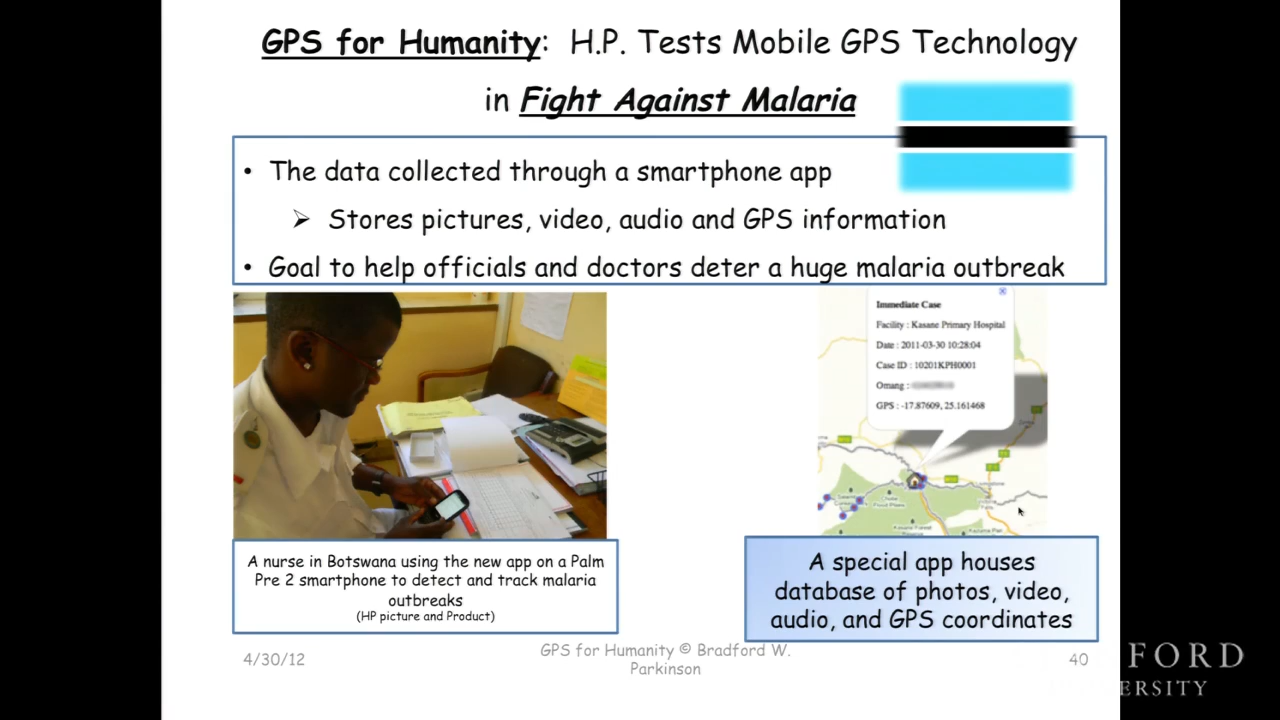 GPS for Humanity: H.P. Tests Mobile GPS Technology
in Fight Against Malaria
• The data collected through a smartphone app
➢ Stores pictures, video, audio and GPS information
• Goal to help officials and doctors deter a huge malaria outbreak
Immediate Case
Facility : Kasane Primary Hospital
Date : 2011-03-30 10:28:04
Case ID : 10201KPH0001
Omang :
GPS : -17.87609, 25.161468
A nurse in Botswana using the new app on a Palm
Pre 2 smartphone to detect and track malaria
outbreaks
(HP picture and Product)
A special app houses
database of photos, video,
audio, and GPS coordinates
4/30/12
GPS for Humanity © Bradford W.
Parkinson
40
FORD
ERSITY